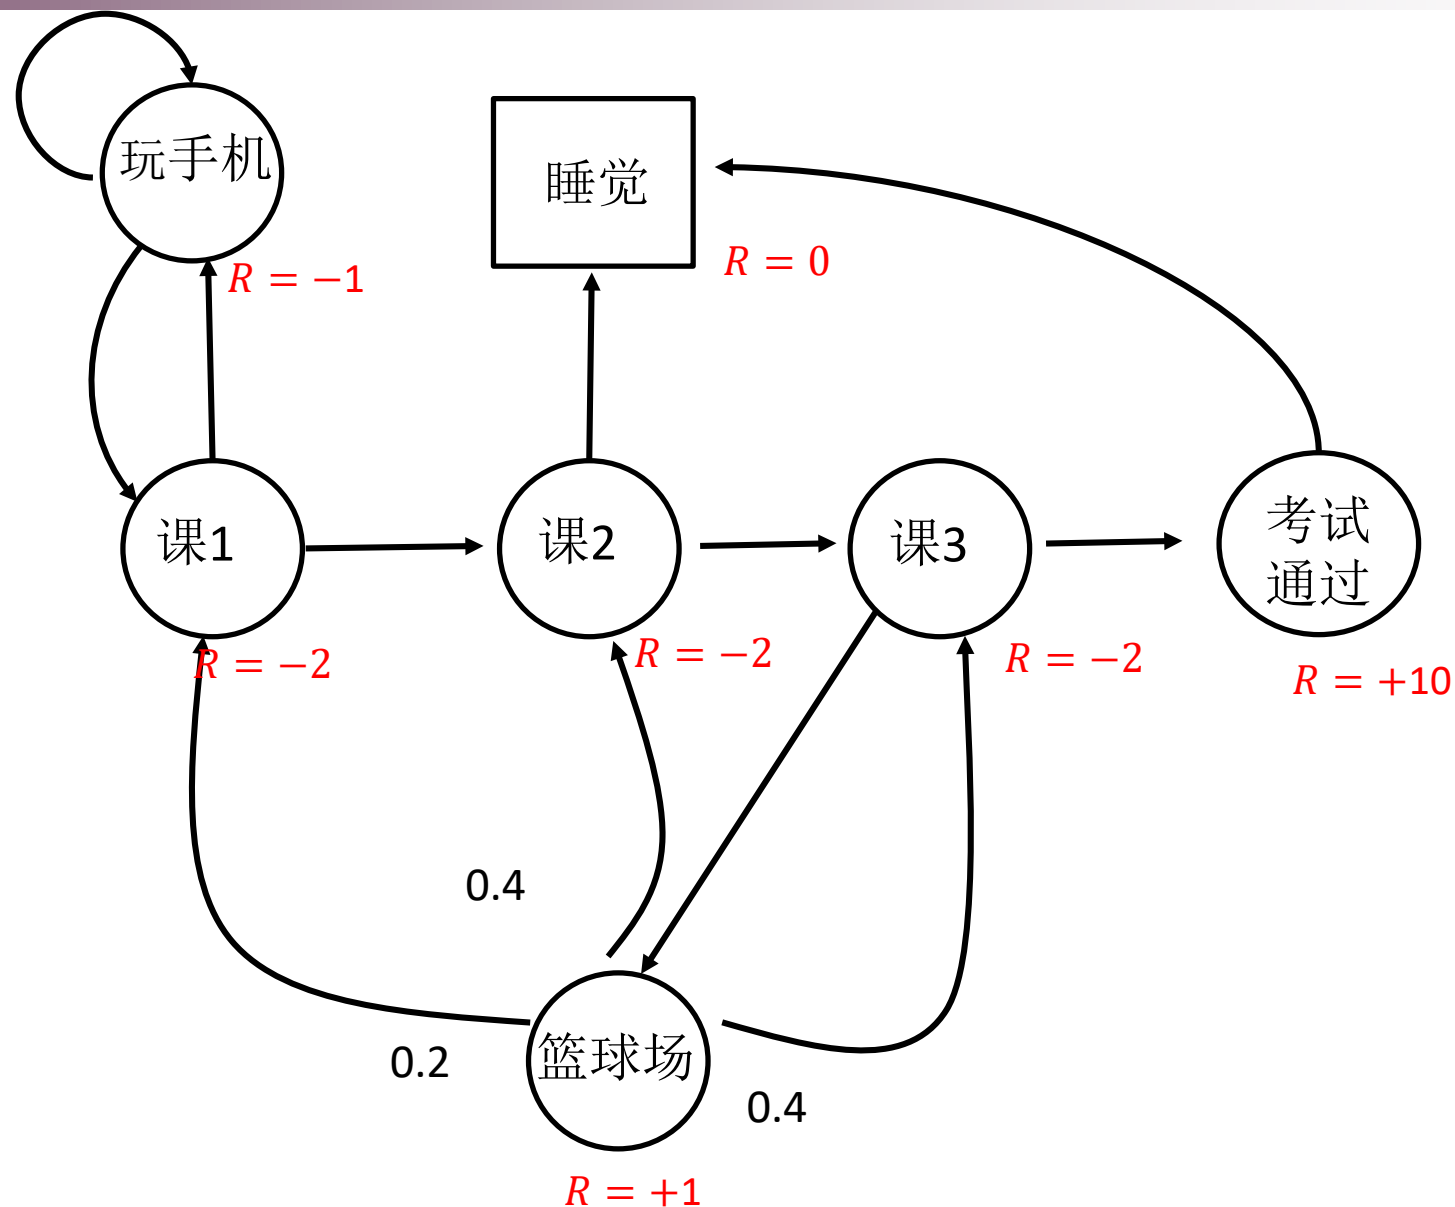 玩手机
R = −1
睡觉
R = 0
课1
R = −2
课2
R = −2
课3
R = −2
考试
通过
R = +10
0.4
0.2
篮球场
0.4
R = +1